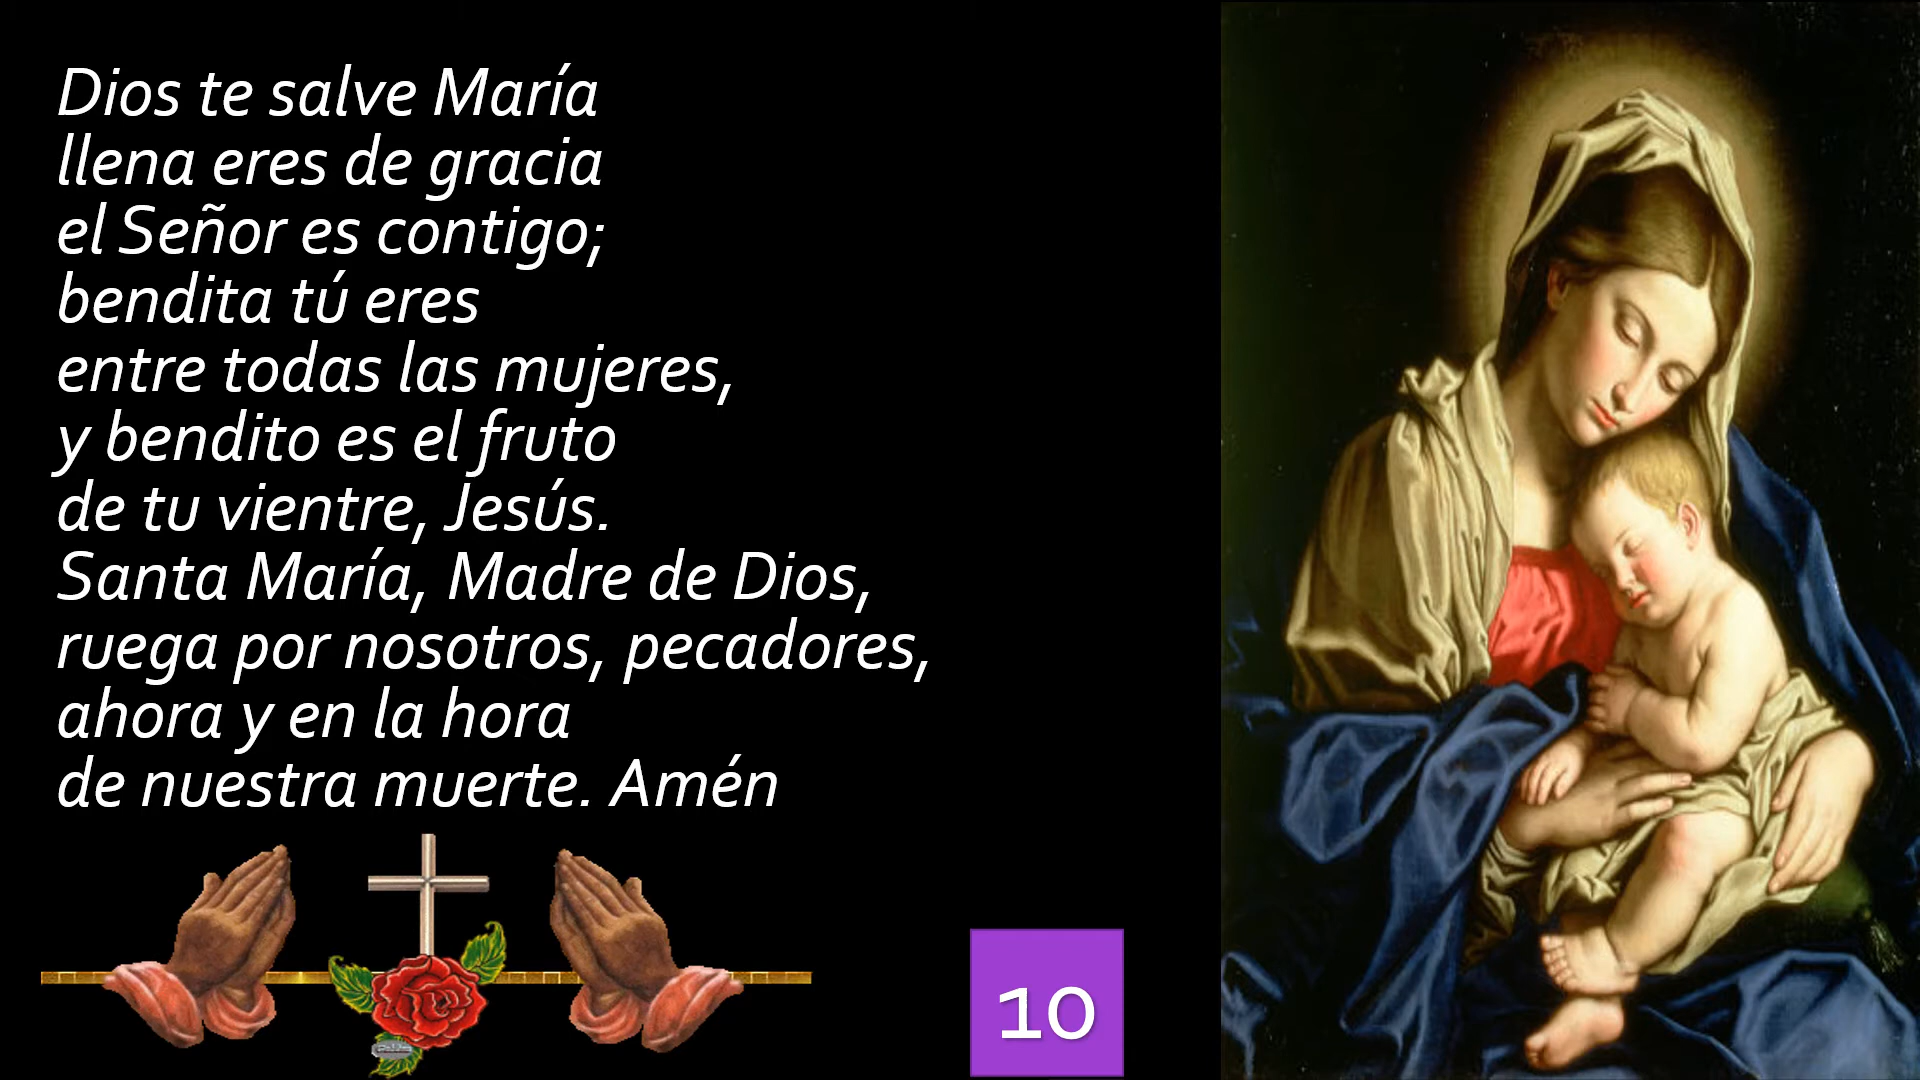 Dios te salve María
llena eres de gracia
el Señor es contigo;
bendita tú eres
entre todas las mujeres,
y bendito es el fruto
de tu vientre, Jesús.
Santa María, Madre de Dios,
ruega por nosotros, pecadores,
ahora y en la hora
de nuestra muerte. Amén
10